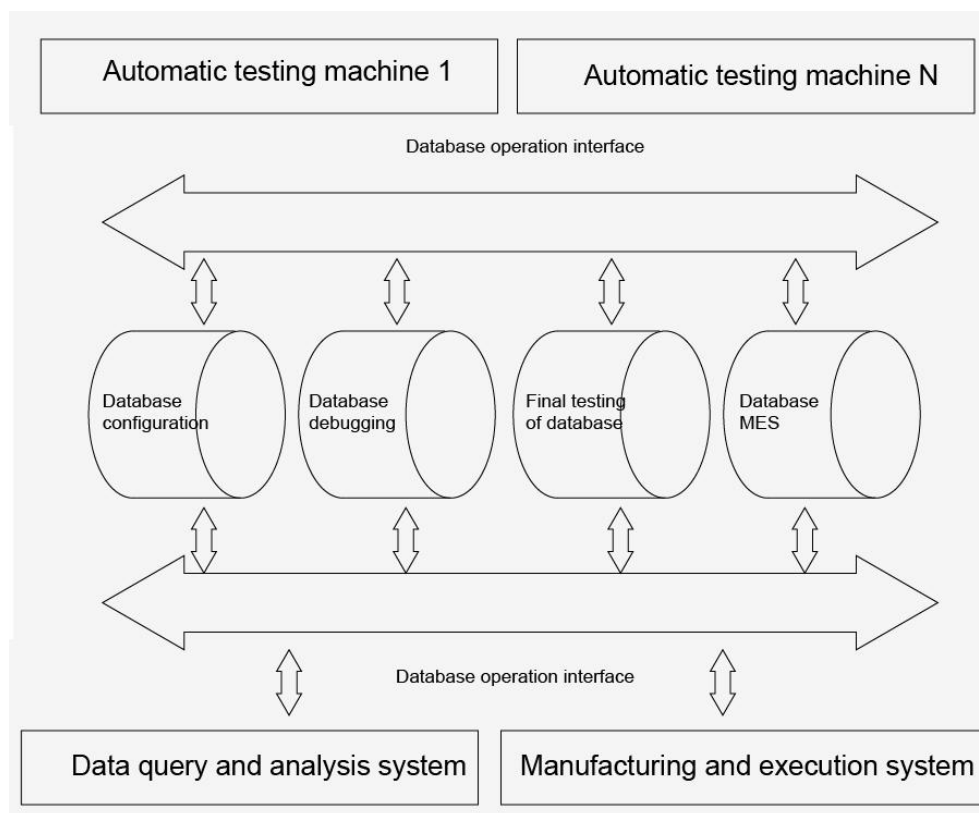 Automatic testing machine 1
Automatic testing machine N
Database operation interface
Database
configuration
Database
debugging
Final testing
of database
Database
MES
Database operation interface
Data query and analysis system
Manufacturing and execution system